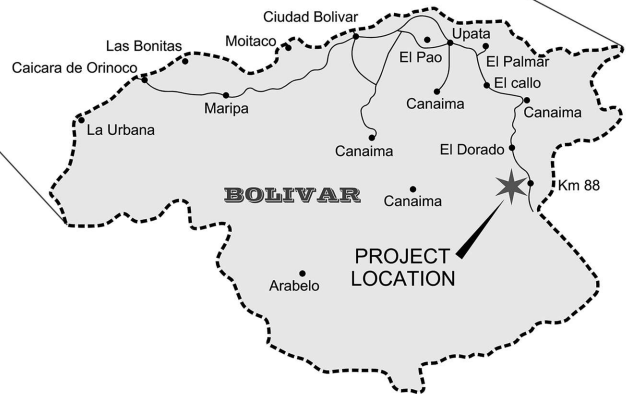 Ciudad Bolivar
Upata
Las Bonitas
Moitaco
El Pao
El Palmar
Caicara de Orinoco
El callo
Maripa
Canaima
Canaima
La Urbana
Canaima
El Dorado
Km 88
BOLIVAR
Canaima
PROJECT
LOCATION
Arabelo